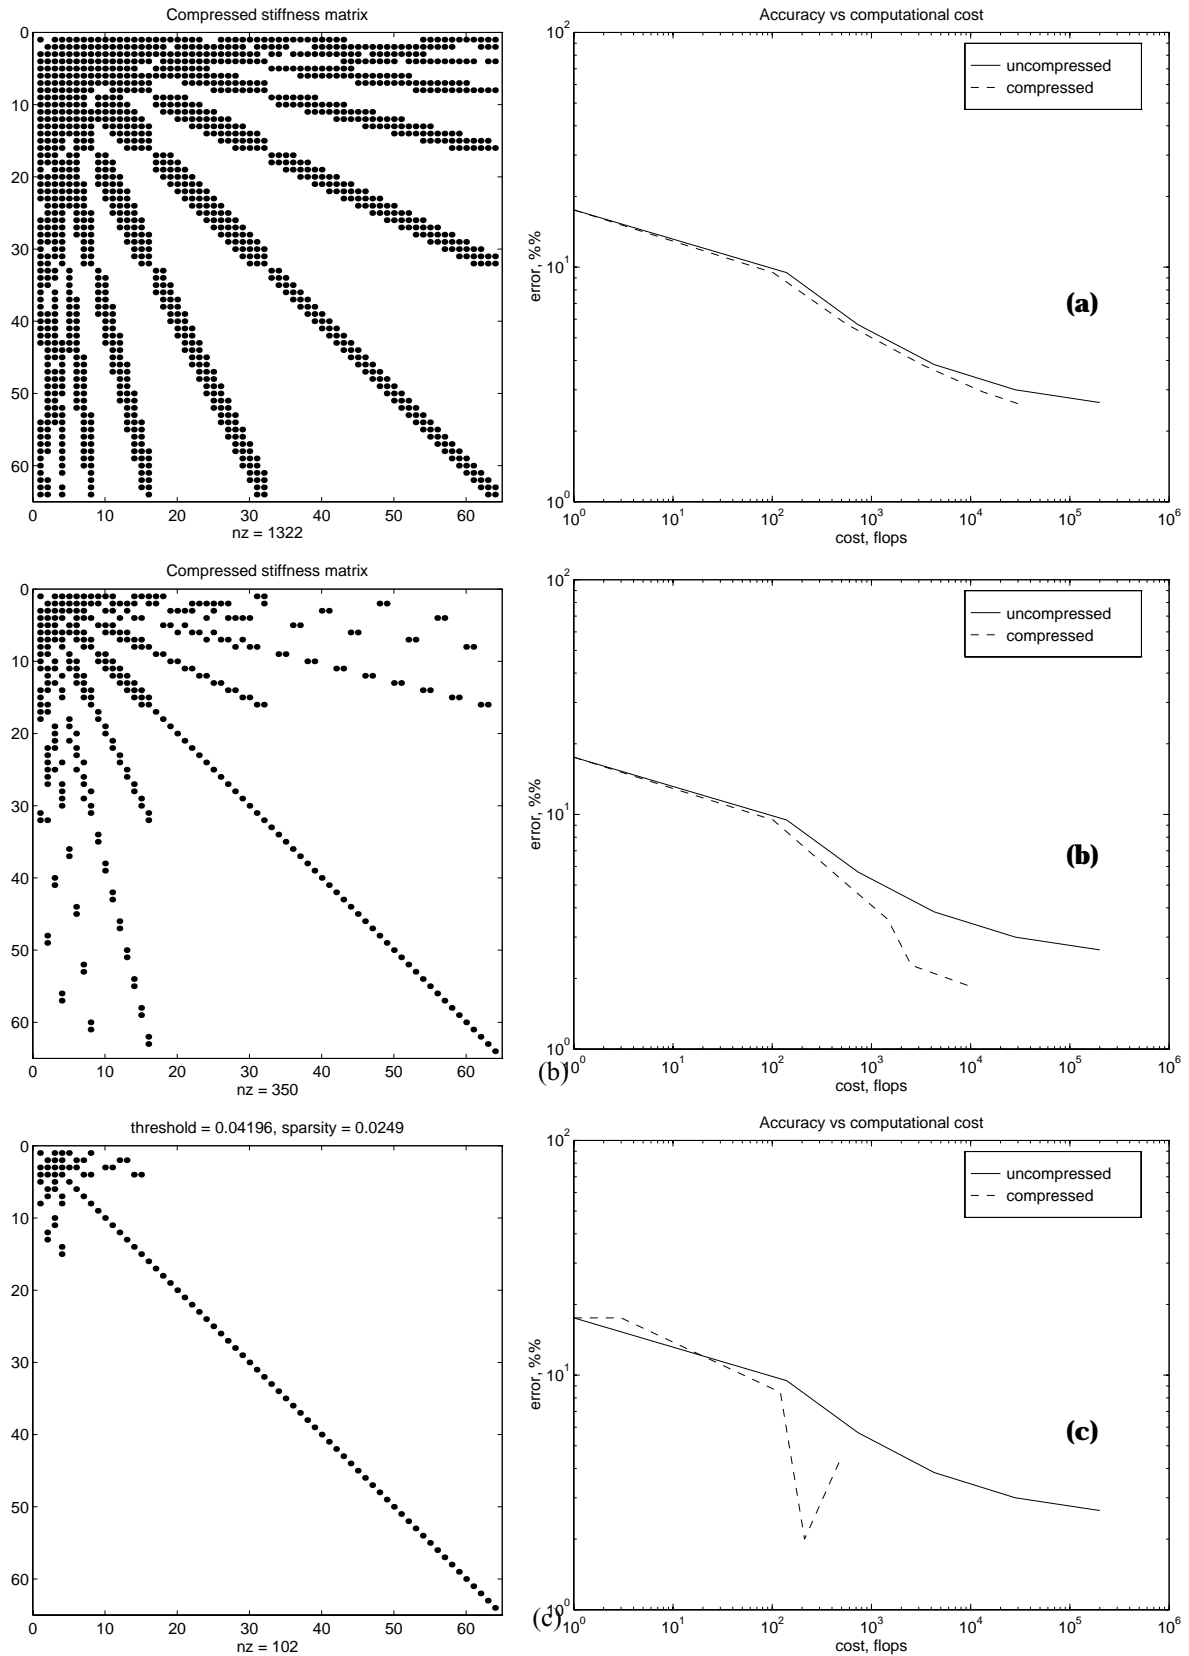 Compressed stiffness matrix
0
10
20
30
40
50
60
0 10 20 30 40 50 60
nz = 1322
Accuracy vs computational cost
10^2
10^1
10^0
error, %%
uncompressed
compressed
(a)
10^0 10^1 10^2 10^3 10^4 10^5 10^6
cost, flops
Compressed stiffness matrix
0
10
20
30
40
50
60
0 10 20 30 40 50 60
nz = 350
10^2
10^1
10^0
error, %%
uncompressed
compressed
(b)
(b)
10^0 10^1 10^2 10^3 10^4 10^5 10^6
cost, flops
threshold = 0.04196, sparsity = 0.0249
0
10
20
30
40
50
60
0 10 20 30 40 50 60
nz = 102
Accuracy vs computational cost
10^2
10^1
10^0
error, %%
uncompressed
compressed
(c)
(c)
10^0 10^1 10^2 10^3 10^4 10^5 10^6
cost, flops